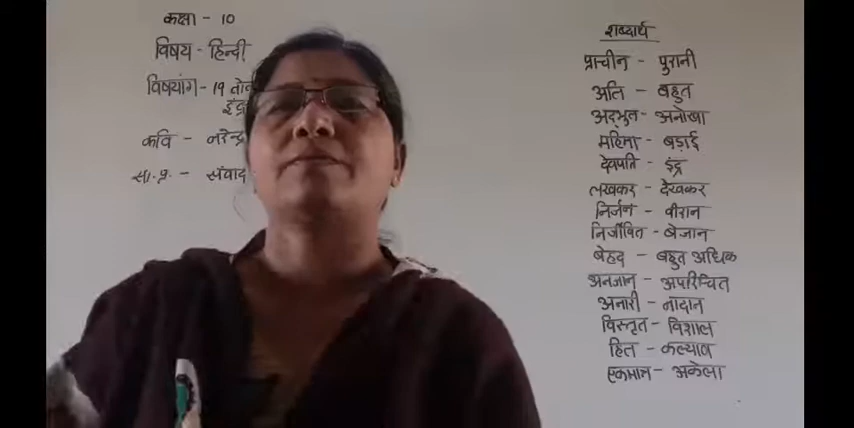 कक्षा - 10
विषय - हिन्दी
विषयांग - 19 तोता
इंद्र
कवि - नरेन्द्र
सा.प्र. - संवाद
शब्दार्थ
प्राचीन - पुरानी
अति - बहुत
अद्भुत - अनोखा
महिमा - बड़ाई
देवपति - इंद्र
लखकर - देखकर
निर्जन - वीरान
निर्जीवित - बेजान
बेहद - बहुत अधिक
अनजान - अपरिचित
अनारी - नादान
विस्तृत - विशाल
हित - कल्याण
एकमात्र - अकेला